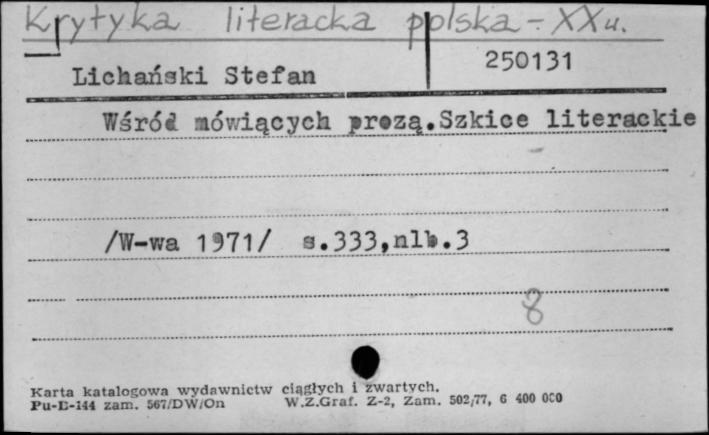 Krytyka literacka polska - XX w.
250131
Lichański Stefan
Wśród mówiących prozą.Szkice literackie
/W-wa 1971/ s.333,nlb.3
8
Karta katalogowa wydawnictw ciągłych i zwartych.
Pu-B-144 zam. 567/DW/On W.Z.Graf. Z-2, Zam. 502/77, 6 400 000